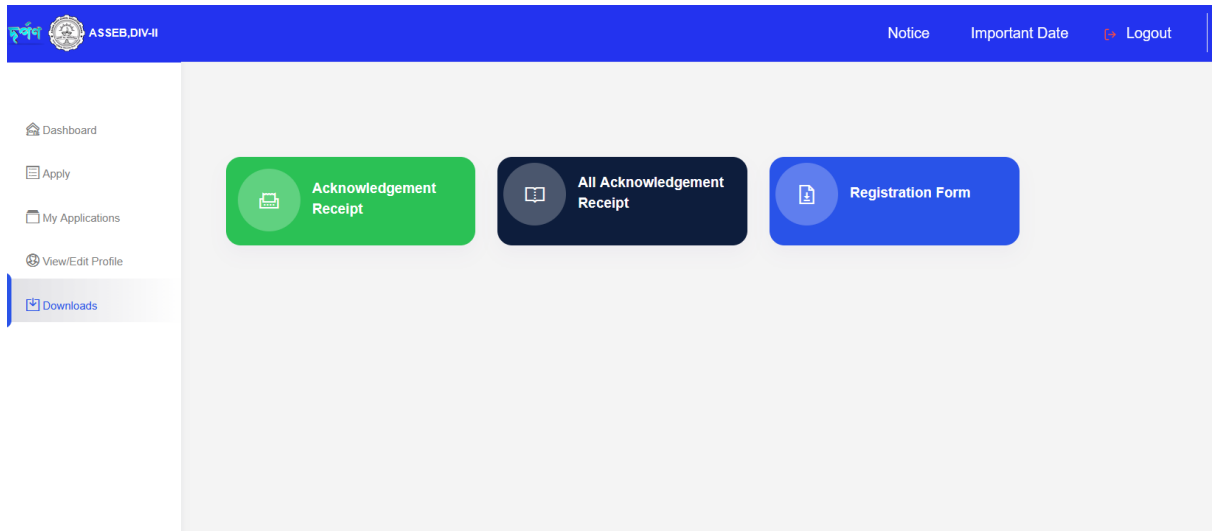 দৰ্পণ ASSEB,DIV-II
Notice Important Date Logout
Dashboard
Apply
My Applications
View/Edit Profile
Downloads
Acknowledgement
Receipt
All Acknowledgement
Receipt
Registration Form